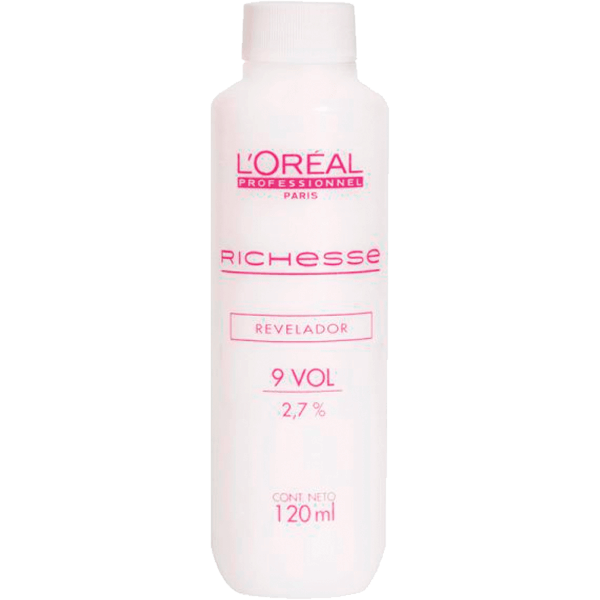 L'ORÉAL
PROFESSIONNEL
PARIS
RICHESSE
REVELADOR
9 VOL
2,7 %
CONT. NETO
120 ml